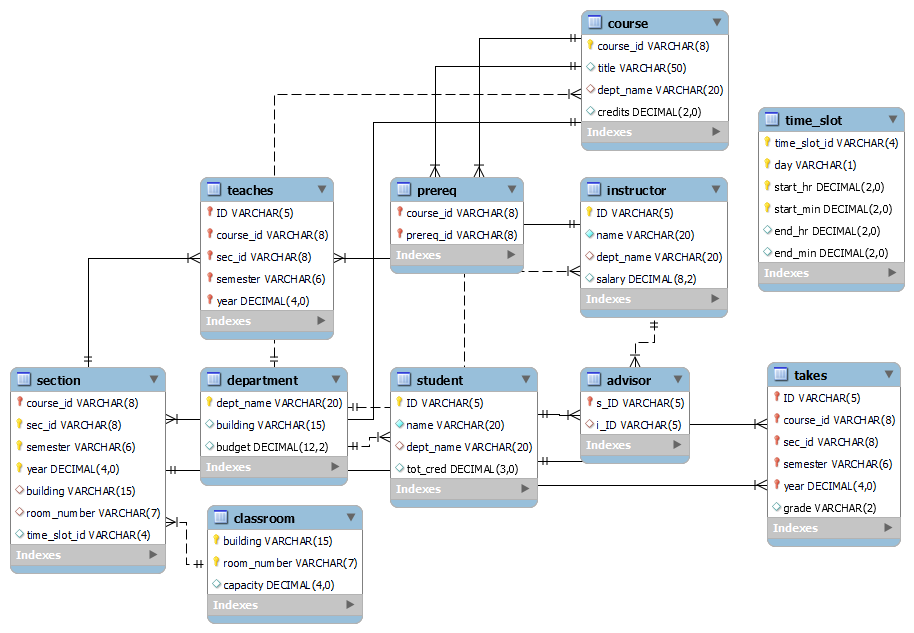 course
course_id VARCHAR(8)
title VARCHAR(50)
dept_name VARCHAR(20)
credits DECIMAL(2,0)
Indexes
time_slot
time_slot_id VARCHAR(4)
day VARCHAR(1)
start_hr DECIMAL(2,0)
start_min DECIMAL(2,0)
end_hr DECIMAL(2,0)
end_min DECIMAL(2,0)
Indexes
teaches
ID VARCHAR(5)
course_id VARCHAR(8)
sec_id VARCHAR(8)
semester VARCHAR(6)
year DECIMAL(4,0)
Indexes
prereq
course_id VARCHAR(8)
prereq_id VARCHAR(8)
Indexes
instructor
ID VARCHAR(5)
name VARCHAR(20)
dept_name VARCHAR(20)
salary DECIMAL(8,2)
Indexes
section
course_id VARCHAR(8)
sec_id VARCHAR(8)
semester VARCHAR(6)
year DECIMAL(4,0)
building VARCHAR(15)
room_number VARCHAR(7)
time_slot_id VARCHAR(4)
Indexes
department
dept_name VARCHAR(20)
building VARCHAR(15)
budget DECIMAL(12,2)
Indexes
student
ID VARCHAR(5)
name VARCHAR(20)
dept_name VARCHAR(20)
tot_cred DECIMAL(3,0)
Indexes
advisor
s_ID VARCHAR(5)
i_ID VARCHAR(5)
Indexes
takes
ID VARCHAR(5)
course_id VARCHAR(8)
sec_id VARCHAR(8)
semester VARCHAR(6)
year DECIMAL(4,0)
grade VARCHAR(2)
Indexes
classroom
building VARCHAR(15)
room_number VARCHAR(7)
capacity DECIMAL(4,0)
Indexes